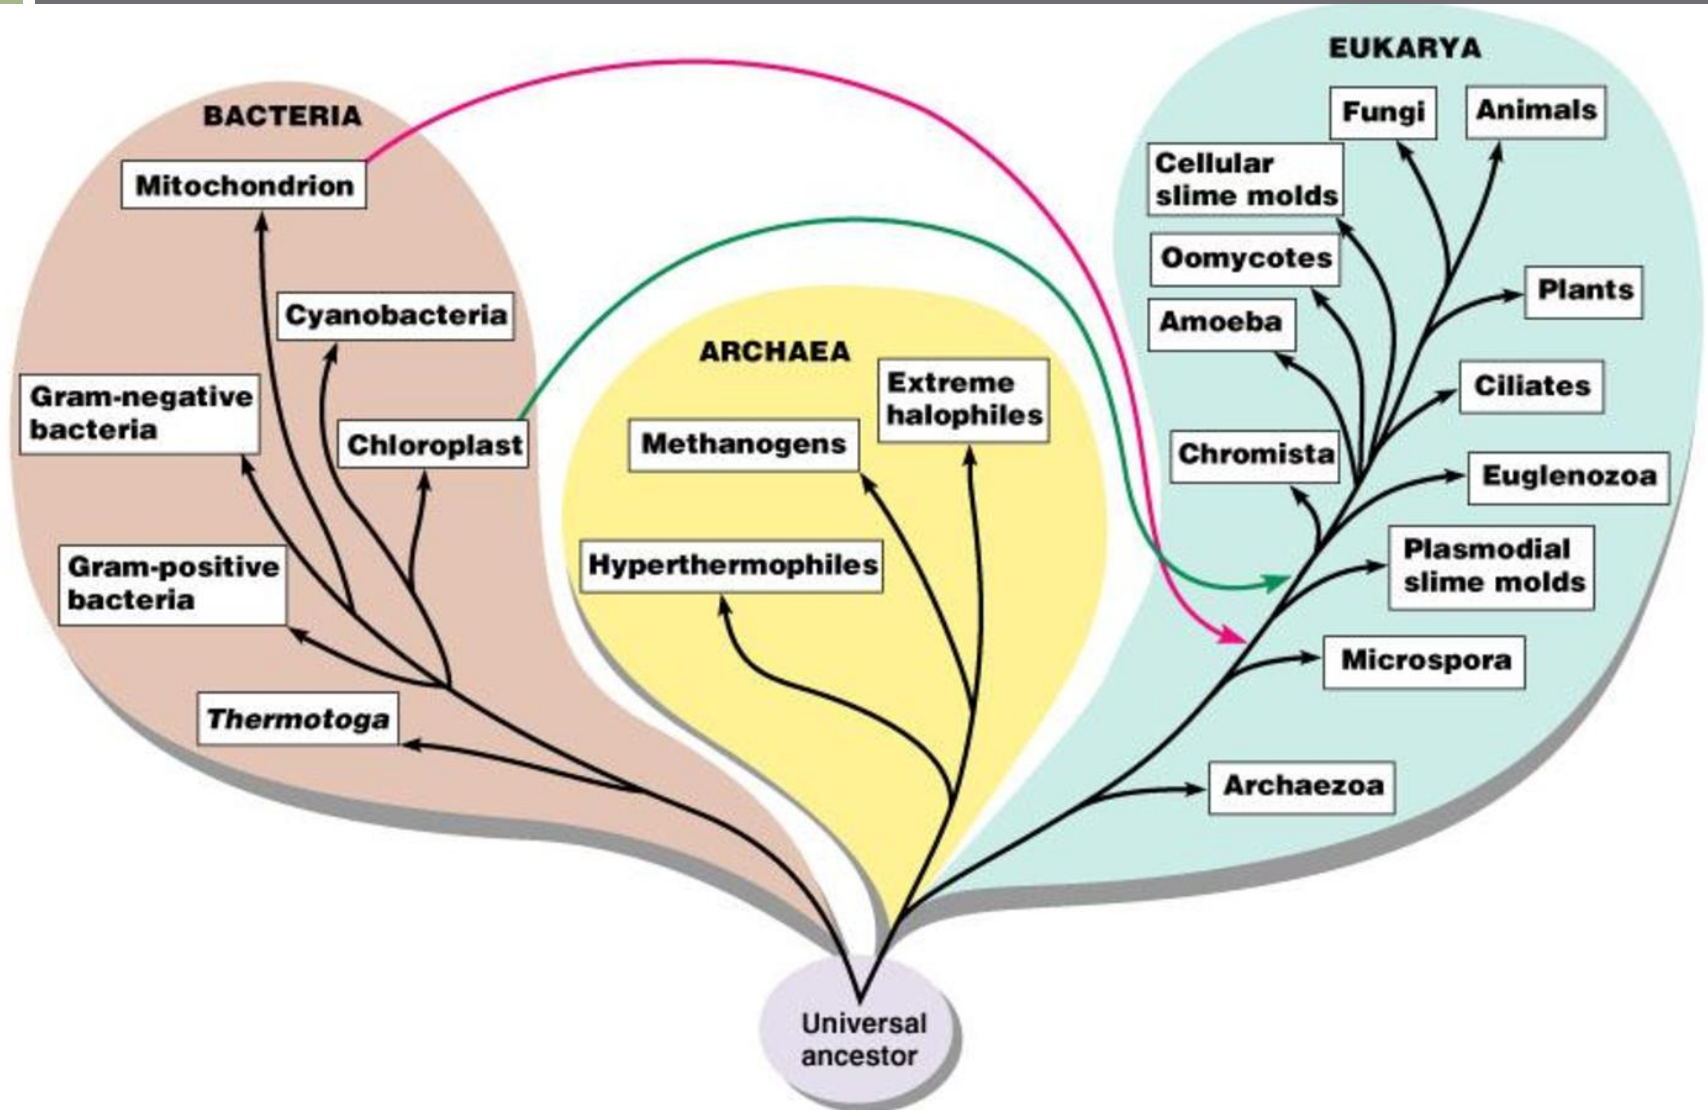 BACTERIA
Mitochondrion
Cyanobacteria
Gram-negative
bacteria
Chloroplast
Gram-positive
bacteria
Thermotoga
ARCHAEA
Extreme
halophiles
Methanogens
Hyperthermophiles
EUKARYA
Fungi
Animals
Cellular
slime molds
Oomycotes
Plants
Amoeba
Ciliates
Chromista
Euglenozoa
Plasmodial
slime molds
Microspora
Archaezoa
Universal
ancestor